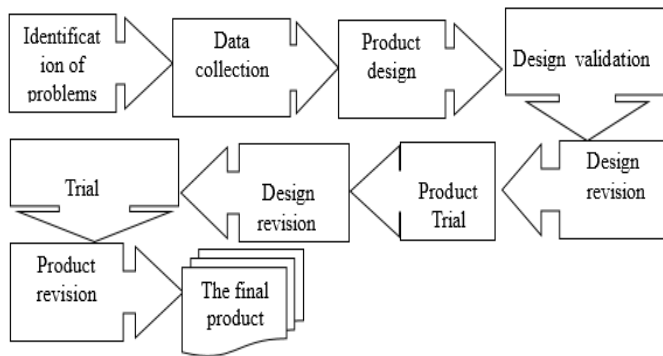 Identificat
ion of
problems
Data
collection
Product
design
Design validation
Design
revision
Product
Trial
Design
revision
Trial
Product
revision
The final
product